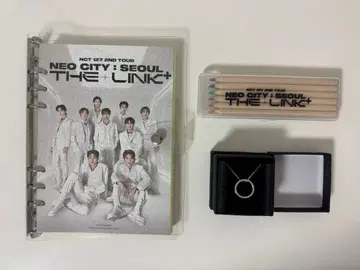 NCT 127 2ND TOUR
NEO CITY : SEOUL
THE LINK+
NCT 127 2ND TOUR
NEO CITY : SEOUL
THE LINK+